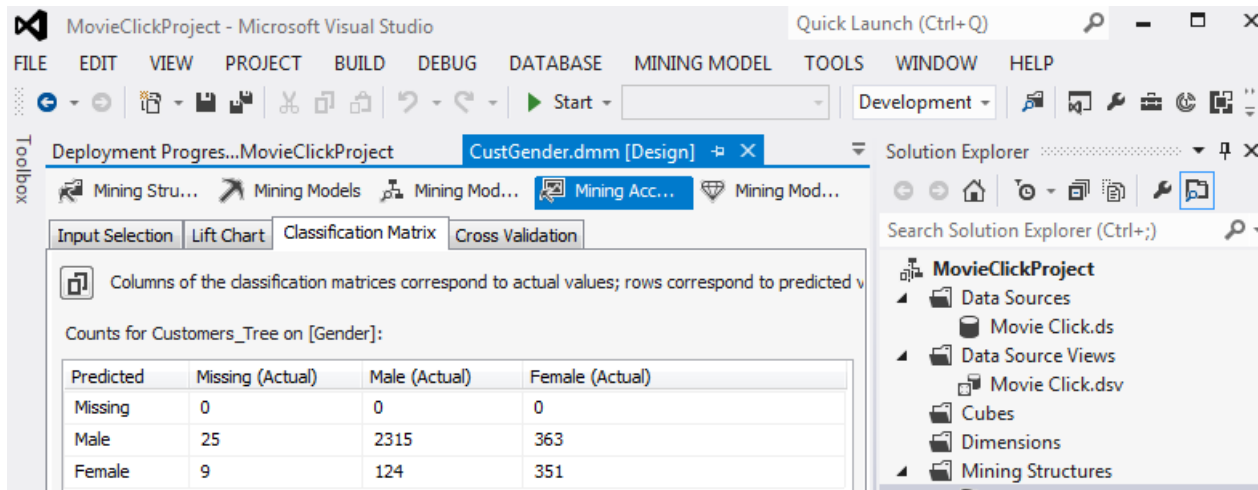 MovieClickProject - Microsoft Visual Studio
Quick Launch (Ctrl+Q)
FILE EDIT VIEW PROJECT BUILD DEBUG DATABASE MINING MODEL TOOLS WINDOW HELP
Start Development
Toolbox
Deployment Progres...MovieClickProject CustGender.dmm [Design]
Mining Stru... Mining Models Mining Mod... Mining Acc... Mining Mod...
Input Selection Lift Chart Classification Matrix Cross Validation
Columns of the classification matrices correspond to actual values; rows correspond to predicted v
Counts for Customers_Tree on [Gender]:
Predicted Missing (Actual) Male (Actual) Female (Actual)
Missing 0 0 0
Male 25 2315 363
Female 9 124 351
Solution Explorer
Search Solution Explorer (Ctrl+;)
MovieClickProject
Data Sources
Movie Click.ds
Data Source Views
Movie Click.dsv
Cubes
Dimensions
Mining Structures